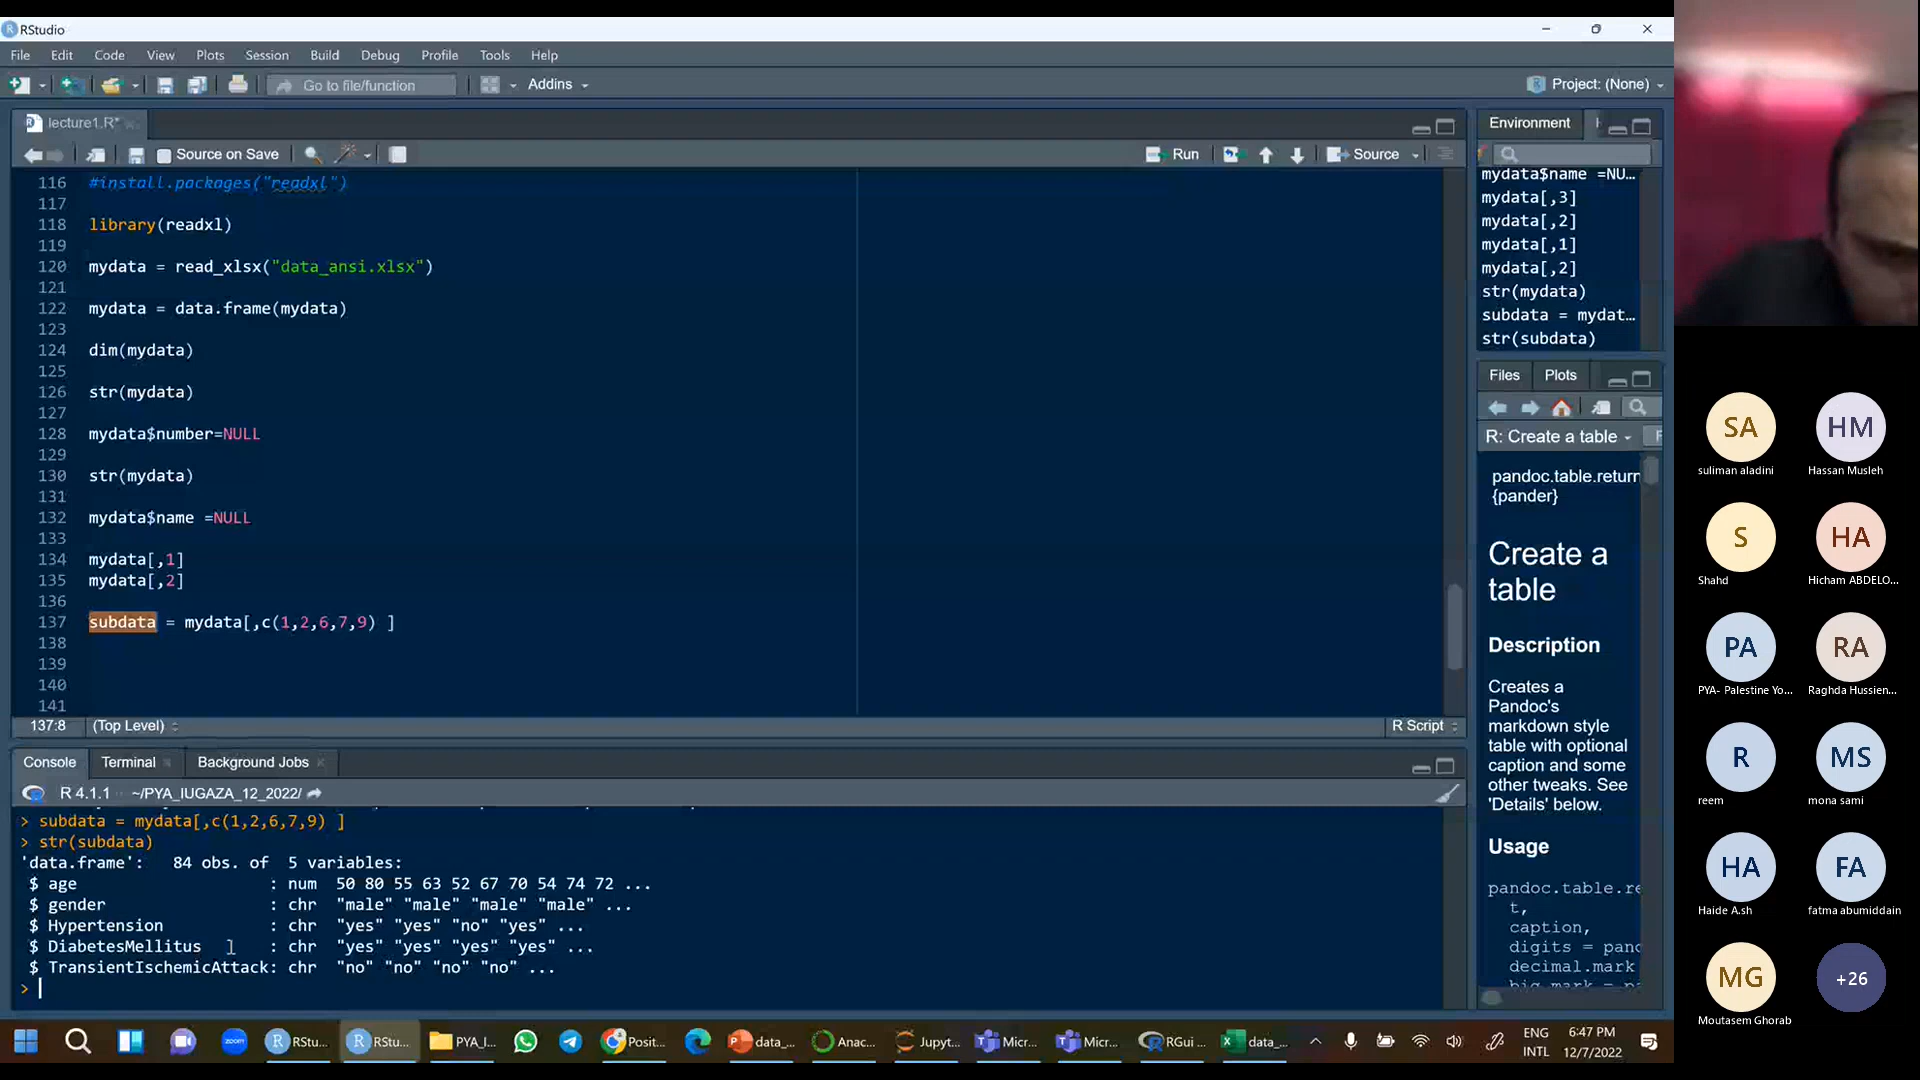 RStudio
File Edit Code View Plots Session Build Debug Profile Tools Help
Go to file/function Addins Project: (None)
lecture1.R*
Source on Save Run Source
116 #install.packages("readxl")
117
118 library(readxl)
119
120 mydata = read_xlsx("data_ansi.xlsx")
121
122 mydata = data.frame(mydata)
123
124 dim(mydata)
125
126 str(mydata)
127
128 mydata$number=NULL
129
130 str(mydata)
131
132 mydata$name =NULL
133
134 mydata[,1]
135 mydata[,2]
136
137 subdata = mydata[,c(1,2,6,7,9) ]
138
139
140
141
137:8 (Top Level) R Script
Console Terminal Background Jobs
R 4.1.1 ~/PYA_IUGAZA_12_2022/
> subdata = mydata[,c(1,2,6,7,9) ]
> str(subdata)
'data.frame': 84 obs. of 5 variables:
$ age : num 50 80 55 63 52 67 70 54 74 72 ...
$ gender : chr "male" "male" "male" "male" ...
$ Hypertension : chr "yes" "yes" "no" "yes" ...
$ DiabetesMellitus : chr "yes" "yes" "yes" "yes" ...
$ TransientIschemicAttack: chr "no" "no" "no" "no" ...
>
Environment
mydata$name =NU...
mydata[,3]
mydata[,2]
mydata[,1]
mydata[,2]
str(mydata)
subdata = mydat...
str(subdata)
Files Plots
R: Create a table
pandoc.table.return
{pander}
Create a
table
Description
Creates a
Pandoc's
markdown style
table with optional
caption and some
other tweaks. See
'Details' below.
Usage
pandoc.table.re
t,
caption,
digits = pand
decimal.mark
SA HM
suliman aladini Hassan Musleh
S HA
Shahd Hicham ABDELO...
PA RA
PYA- Palestine Yo... Raghda Hussien...
R MS
reem mona sami
HA FA
Haide A.sh fatma abumiddain
MG +26
Moutasem Ghorab
zoom RStu... RStu... PYA_I... Posit... data_... Anac... Jupyt... Micr... Micr... RGui ... data_...
ENG
INTL
6:47 PM
12/7/2022